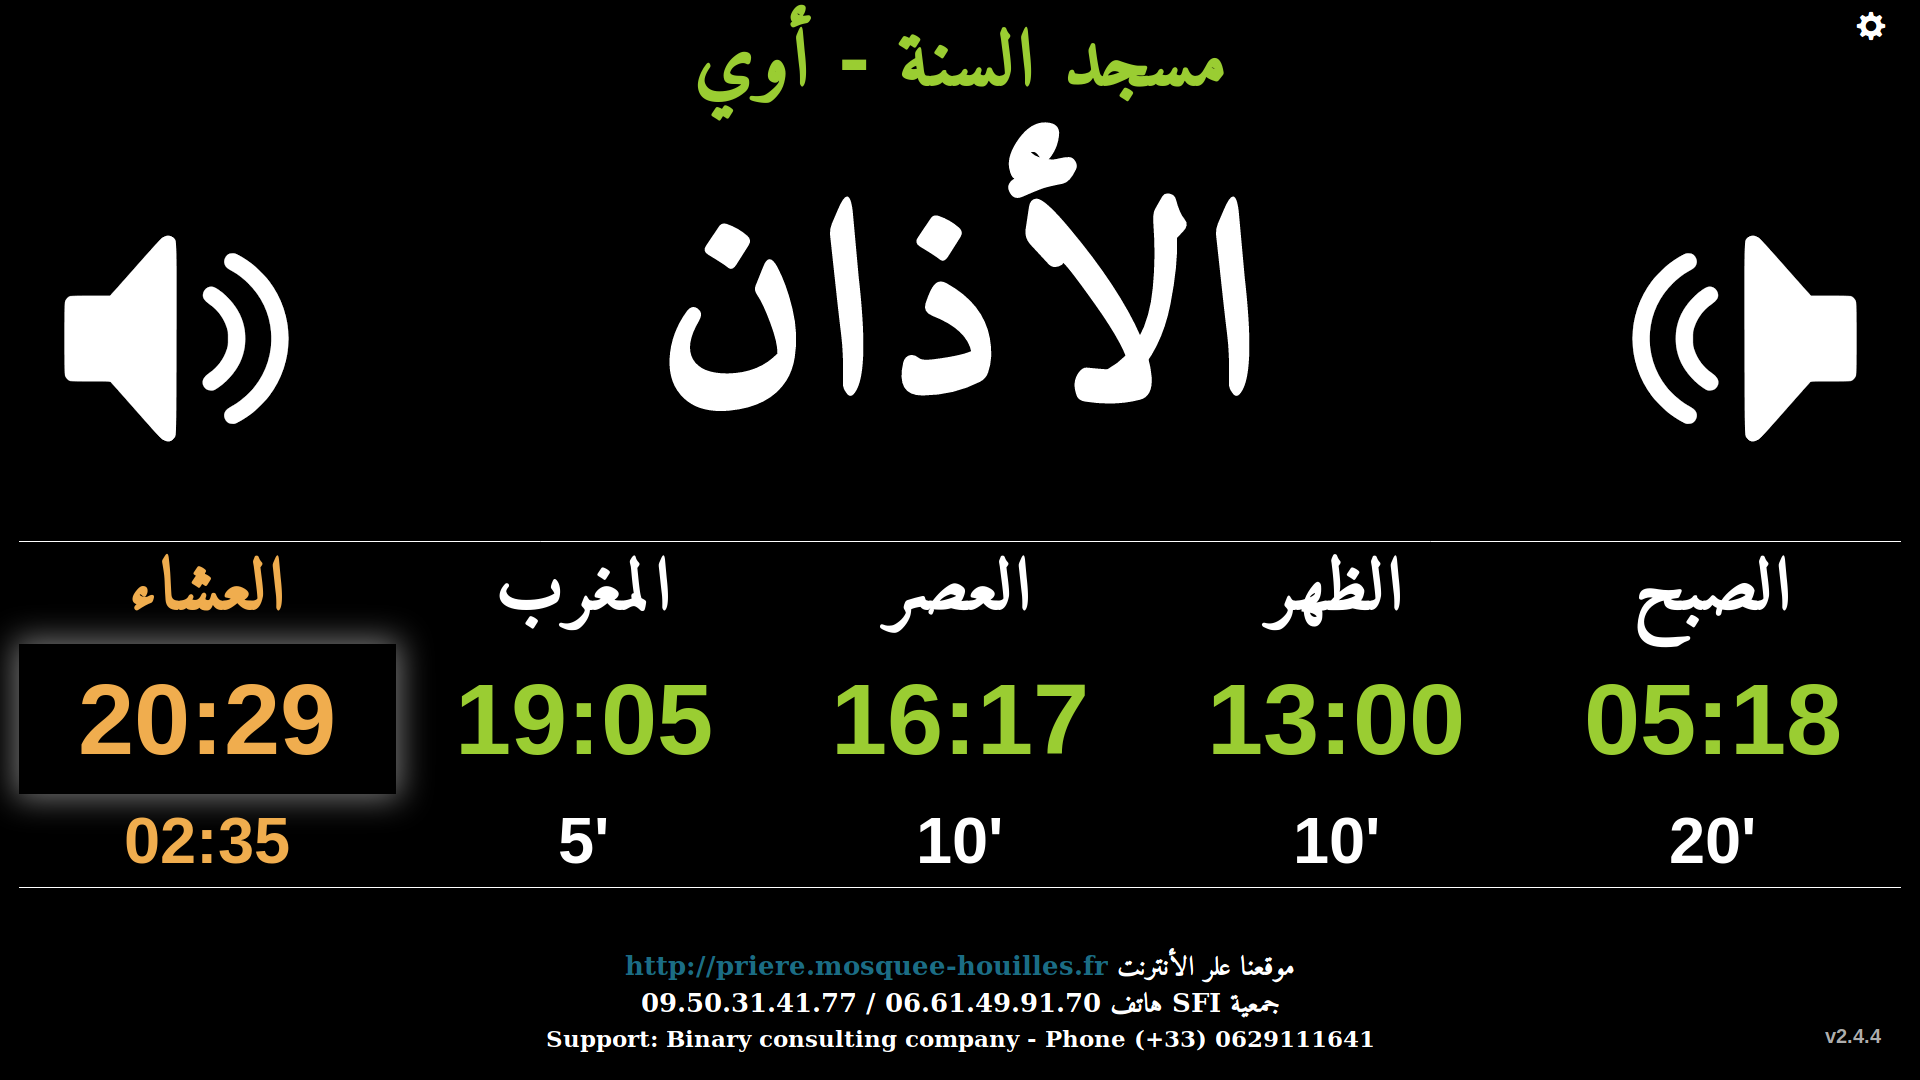 مسجد السنة - أوي
الأذان
الصبح الظهر العصر المغرب العشاء
05:18 13:00 16:17 19:05 20:29
20' 10' 10' 5' 02:35
موقعنا علر الأنترنت http://priere.mosquee-houilles.fr
جمعية SFI هاتف 09.50.31.41.77 / 06.61.49.91.70
Support: Binary consulting company - Phone (+33) 0629111641
v2.4.4